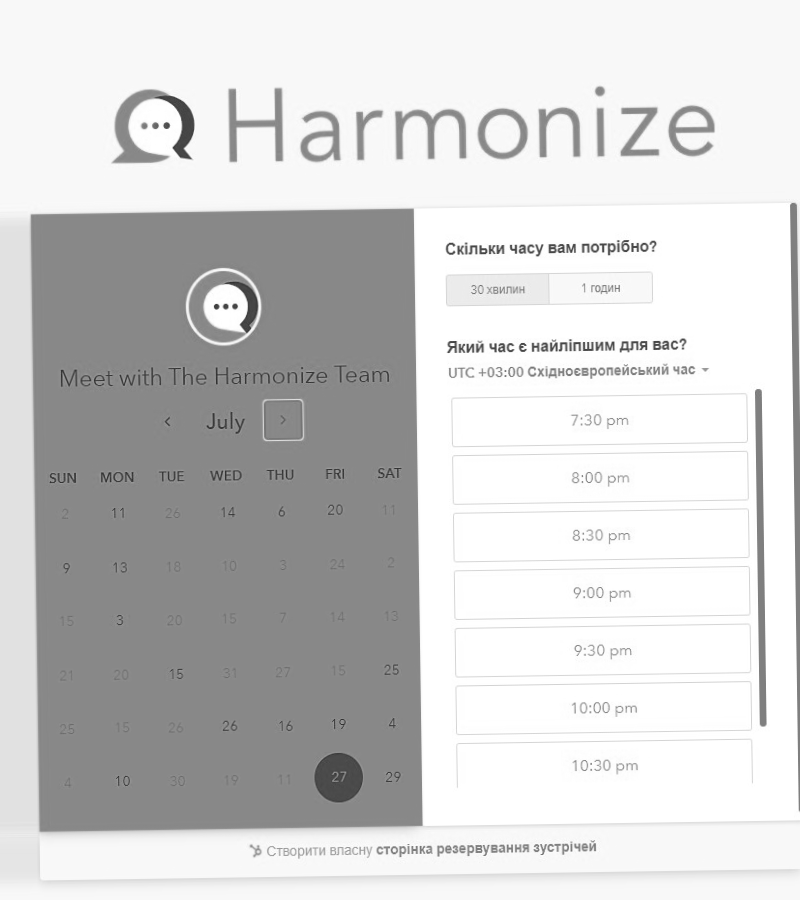 Harmonize
Meet with The Harmonize Team
July
SUN MON TUE WED THU FRI SAT
2 11 26 14 6 20 11
9 13 18 10 3 24 2
15 3 20 15 7 14 13
21 20 15 31 27 15 25
25 15 26 26 16 19 4
4 10 30 19 11 27 29
Скільки часу вам потрібно?
30 хвилин 1 годин
Який час є найліпшим для вас?
UTC +03:00 Східноєвропейський час
7:30 pm
8:00 pm
8:30 pm
9:00 pm
9:30 pm
10:00 pm
10:30 pm
Створити власну сторінка резервування зустрічей